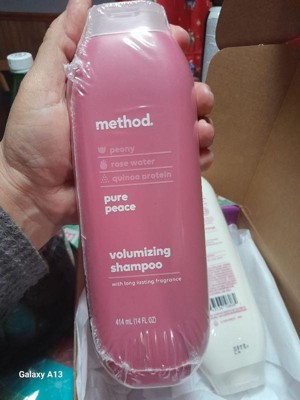 method.
peony
rose water
quinoa protein
pure
peace
volumizing
shampoo
with long lasting fragrance
414 mL (14 FL OZ)
Galaxy A13